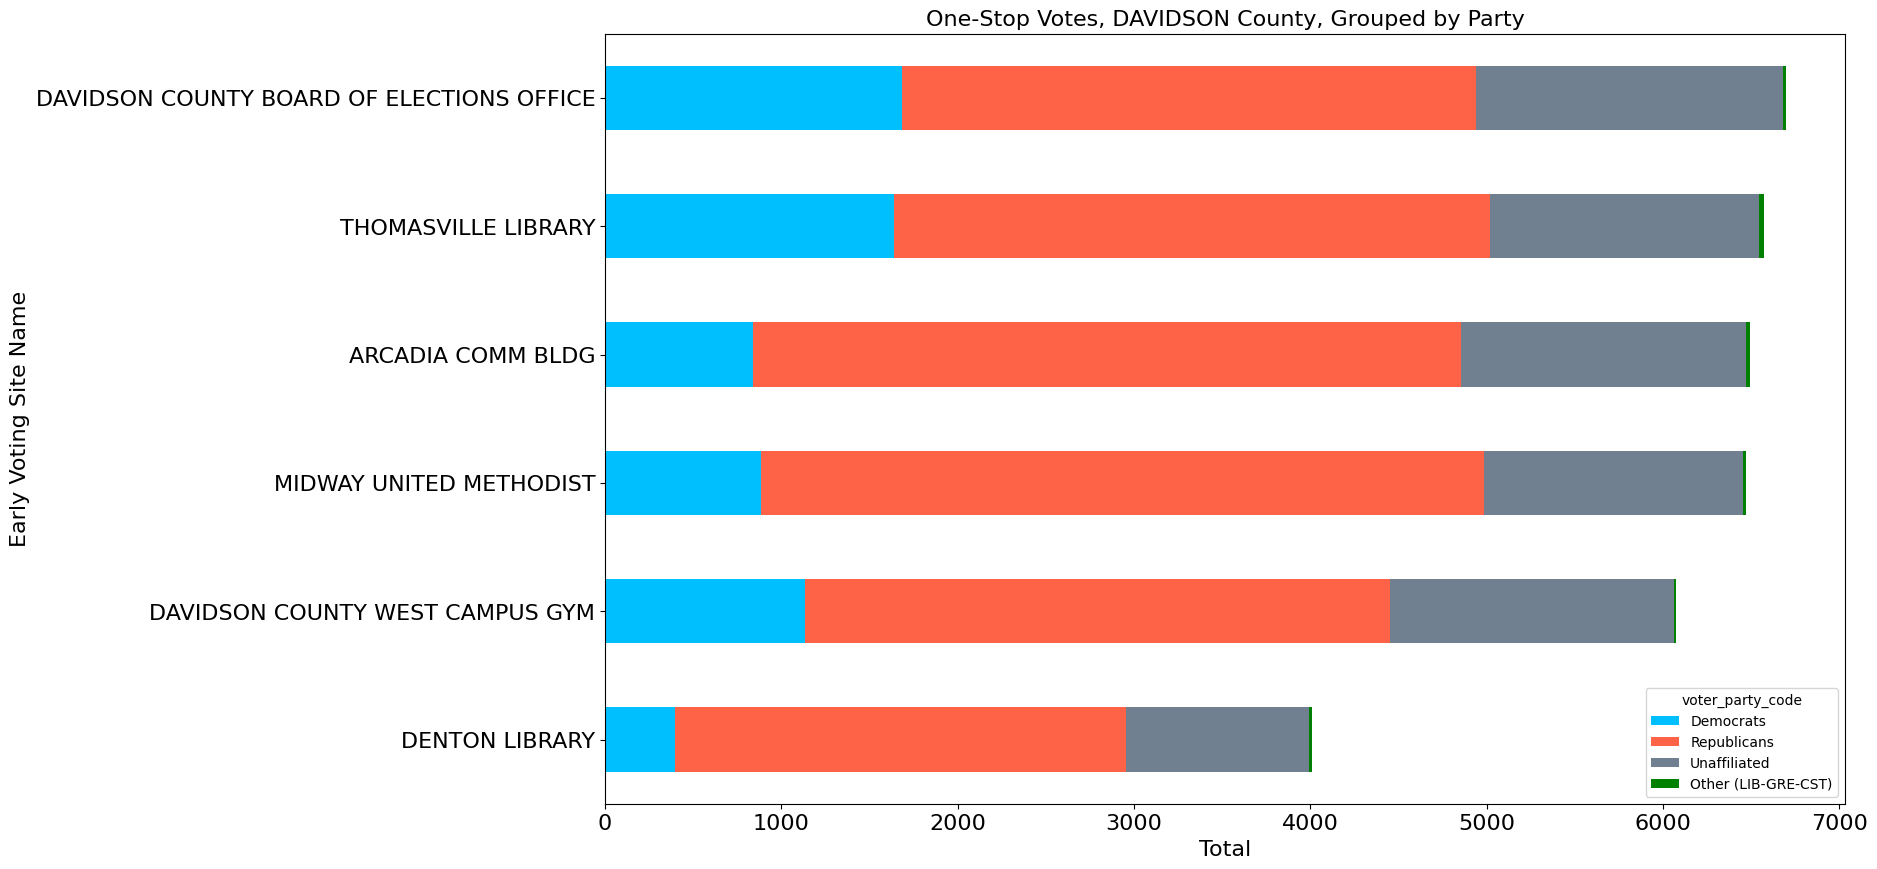 One-Stop Votes, DAVIDSON County, Grouped by Party
Early Voting Site Name
DAVIDSON COUNTY BOARD OF ELECTIONS OFFICE
THOMASVILLE LIBRARY
ARCADIA COMM BLDG
MIDWAY UNITED METHODIST
DAVIDSON COUNTY WEST CAMPUS GYM
DENTON LIBRARY
voter_party_code
Democrats
Republicans
Unaffiliated
Other (LIB-GRE-CST)
0 1000 2000 3000 4000 5000 6000 7000
Total